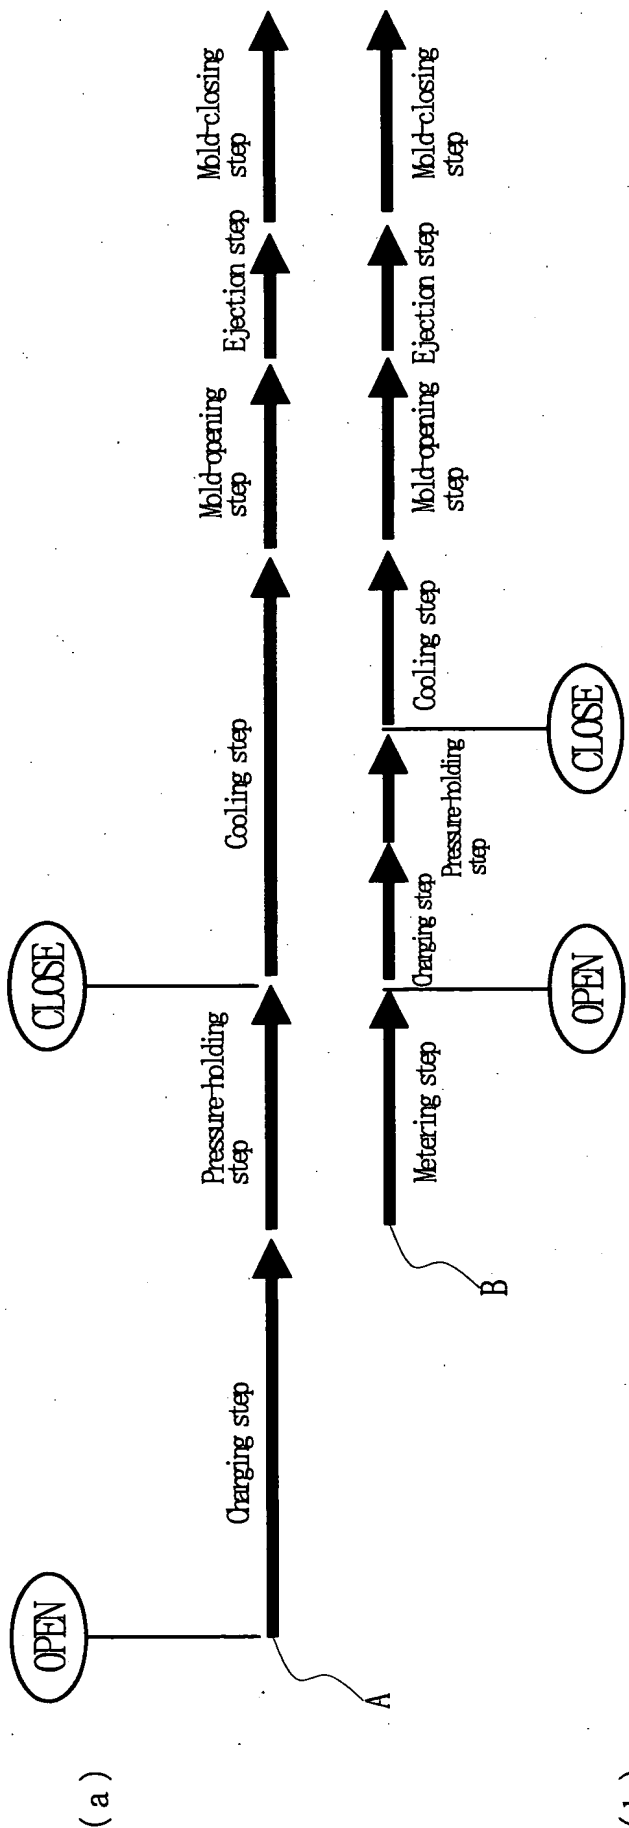 (a)
OPEN
CLOSE
Charging step
Pressure-holding
step
Cooling step
Mold-opening
step
Ejection step
Mold-closing
step
A
B
Metering step
Charging step
Pressure-holding
step
Cooling step
Mold-opening
step
Ejection step
Mold-closing
step
OPEN
CLOSE